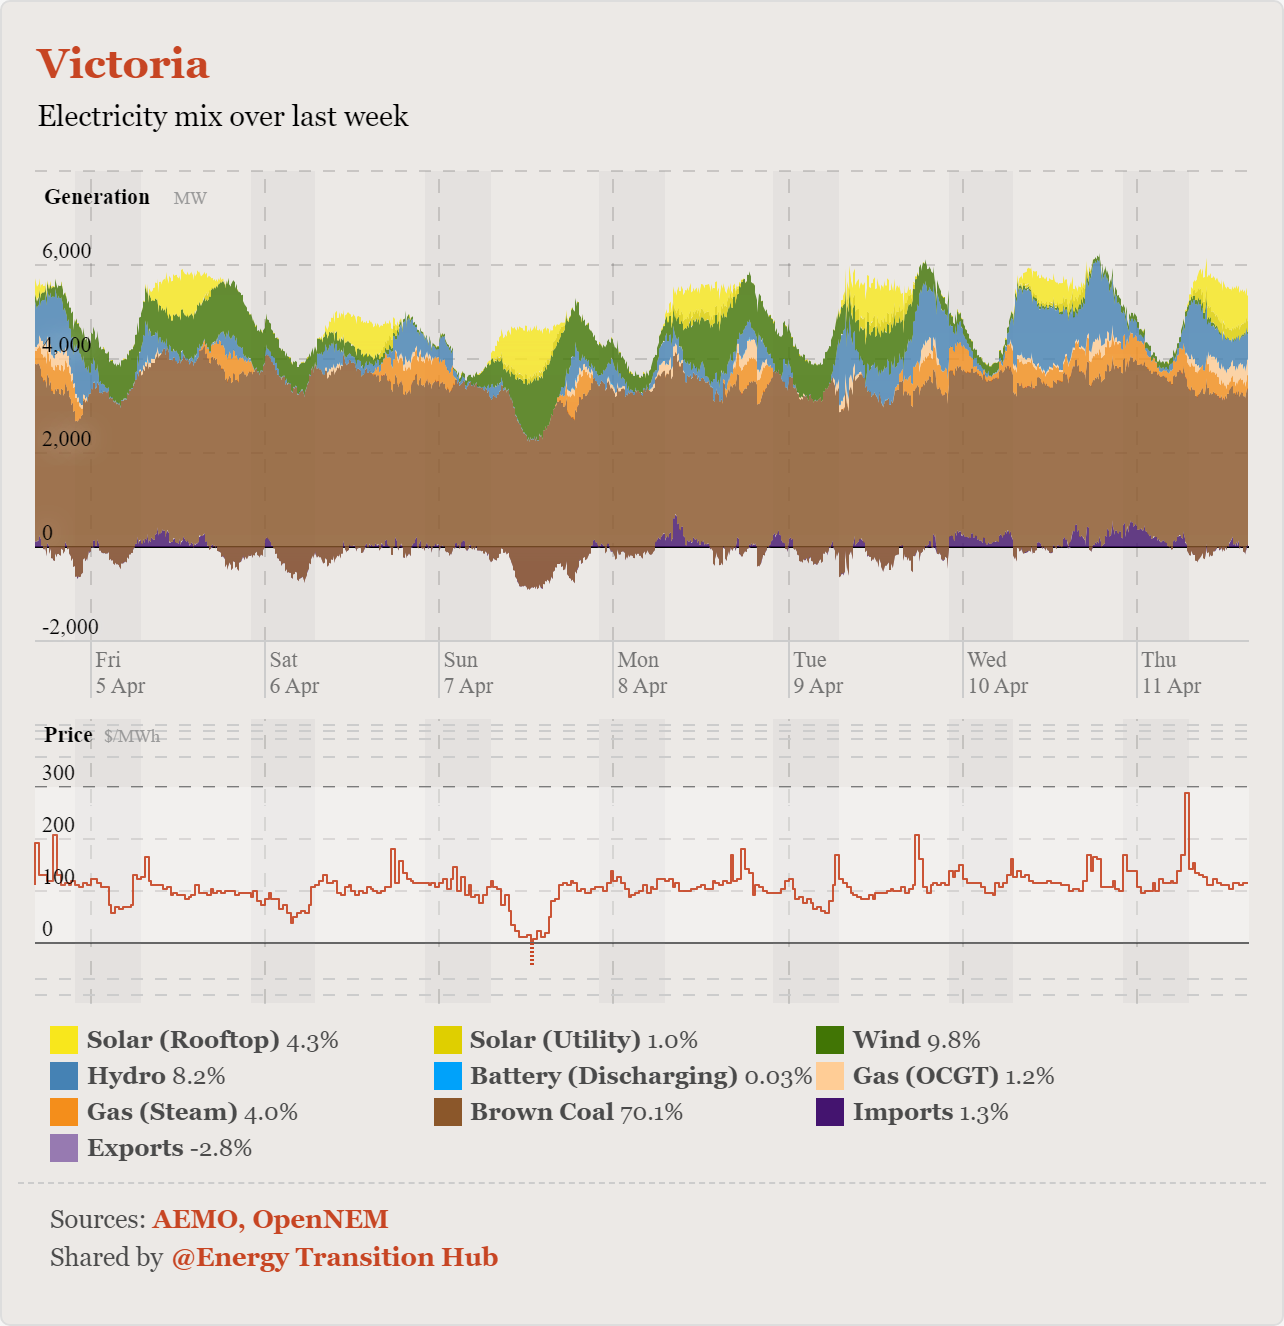 Victoria
Electricity mix over last week
Generation MW
6,000
4,000
2,000
0
-2,000
Fri Sat Sun Mon Tue Wed Thu
5 Apr 6 Apr 7 Apr 8 Apr 9 Apr 10 Apr 11 Apr
Price $/MWh
300
200
100
0
Solar (Rooftop) 4.3% Solar (Utility) 1.0% Wind 9.8%
Hydro 8.2% Battery (Discharging) 0.03% Gas (OCGT) 1.2%
Gas (Steam) 4.0% Brown Coal 70.1% Imports 1.3%
Exports -2.8%
Sources: AEMO, OpenNEM
Shared by @Energy Transition Hub